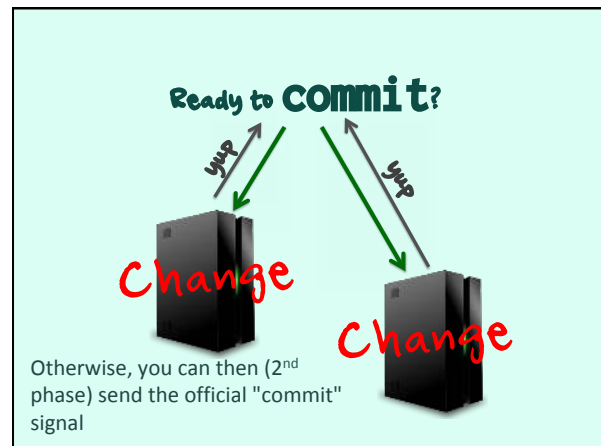 Ready to commit?
yup
yup
Change
Change
Otherwise, you can then (2nd
phase) send the official "commit"
signal